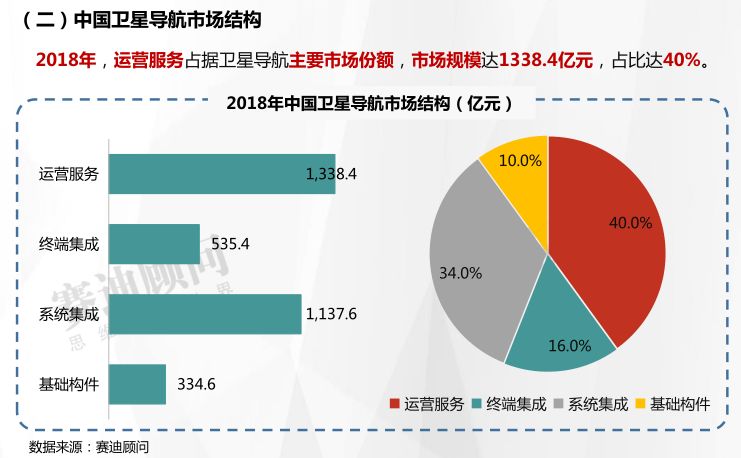 （二）中国卫星导航市场结构
2018年，运营服务占据卫星导航主要市场份额，市场规模达1338.4亿元，占比达40%。
2018年中国卫星导航市场结构（亿元）
运营服务
1,338.4
终端集成
535.4
系统集成
1,137.6
基础构件
334.6
10.0%
40.0%
34.0%
16.0%
运营服务 终端集成 系统集成 基础构件
赛迪顾问
数据来源：赛迪顾问